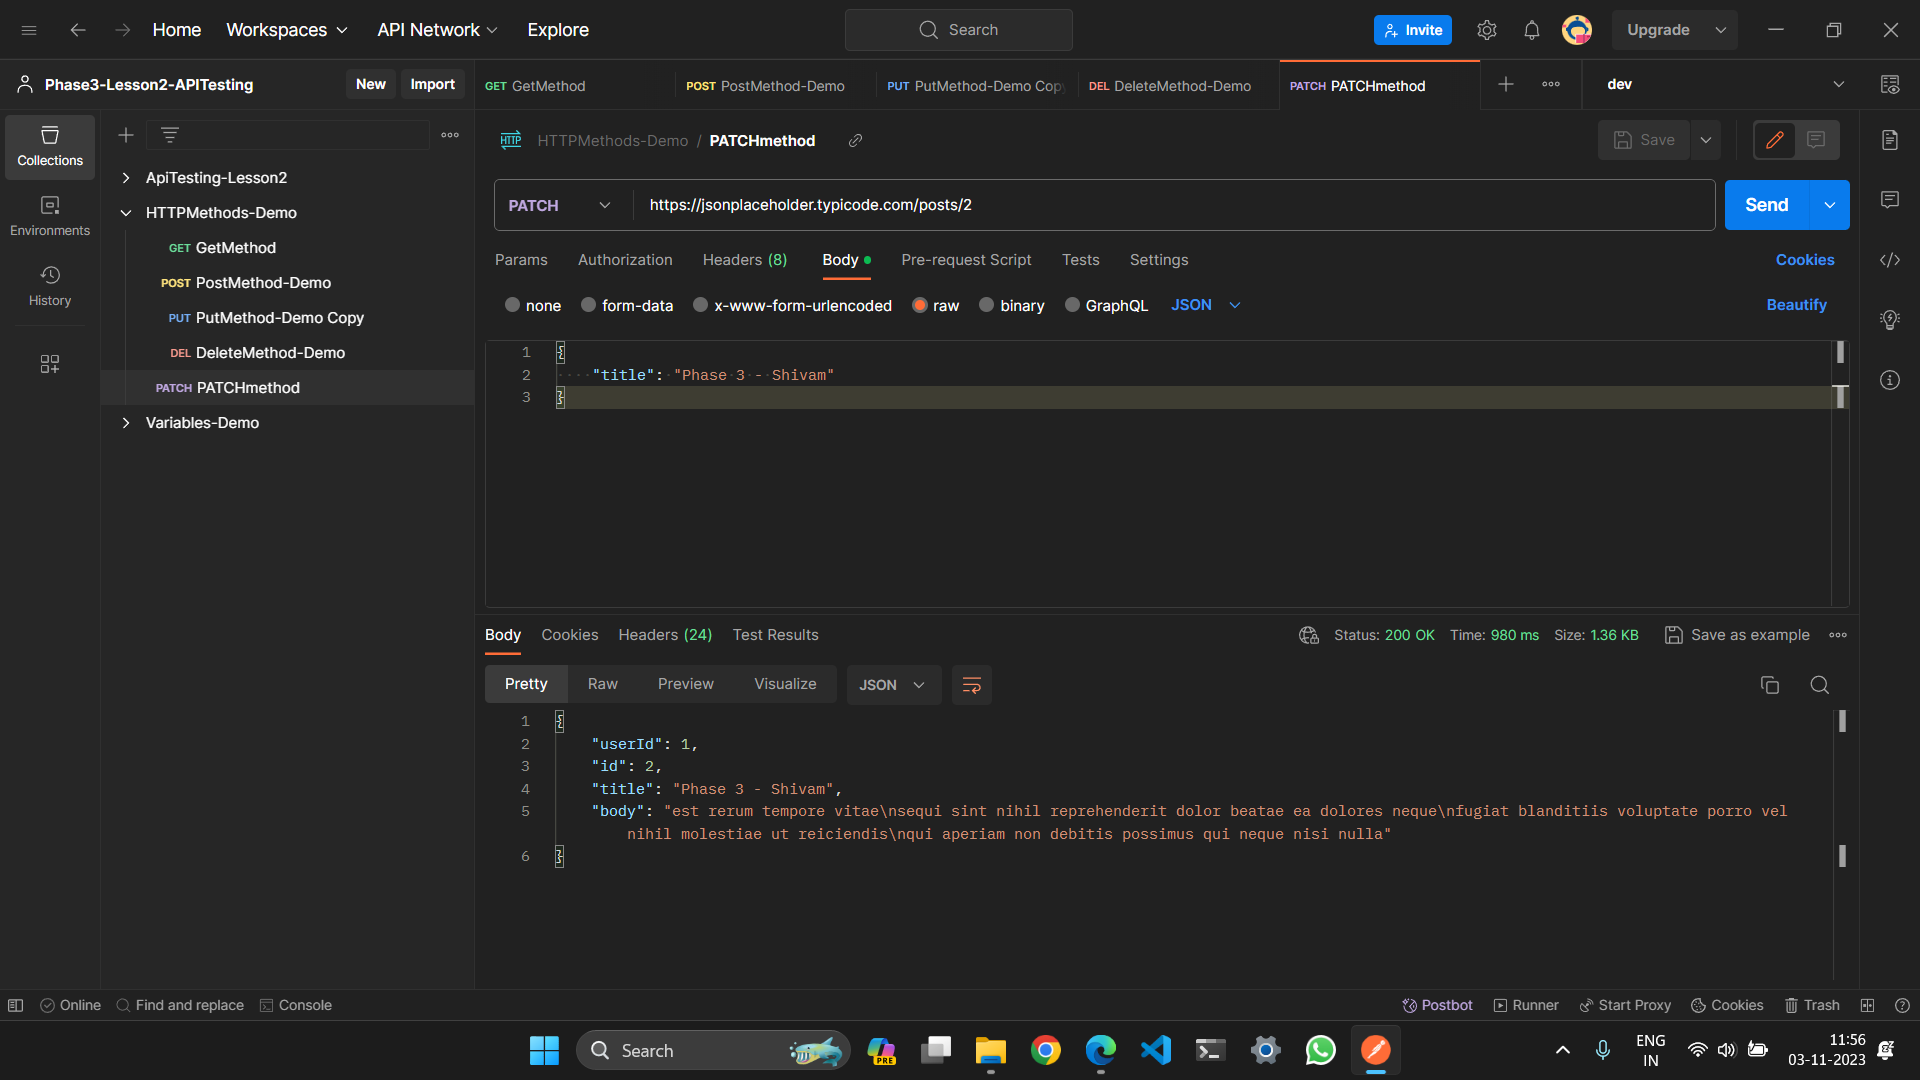 Home Workspaces API Network Explore Search Invite Upgrade
Phase3-Lesson2-APITesting New Import GET GetMethod POST PostMethod-Demo PUT PutMethod-Demo Cop DEL DeleteMethod-Demo PATCH PATCHmethod dev
HTTP HTTPMethods-Demo / PATCHmethod Save
Collections
Environments
History
ApiTesting-Lesson2
HTTPMethods-Demo
GET GetMethod
POST PostMethod-Demo
PUT PutMethod-Demo Copy
DEL DeleteMethod-Demo
PATCH PATCHmethod
Variables-Demo
PATCH https://jsonplaceholder.typicode.com/posts/2 Send
Params Authorization Headers (8) Body Pre-request Script Tests Settings Cookies
none form-data x-www-form-urlencoded raw binary GraphQL JSON Beautify
1 {
2 "title": "Phase 3 - Shivam"
3 }
Body Cookies Headers (24) Test Results Status: 200 OK Time: 980 ms Size: 1.36 KB Save as example
Pretty Raw Preview Visualize JSON
1 {
2 "userId": 1,
3 "id": 2,
4 "title": "Phase 3 - Shivam",
5 "body": "est rerum tempore vitae\nsequi sint nihil reprehenderit dolor beatae ea dolores neque\nfugiat blanditiis voluptate porro vel
nihil molestiae ut reiciendis\nqui aperiam non debitis possimus qui neque nisi nulla"
6 }
Online Find and replace Console Postbot Runner Start Proxy Cookies Trash
Search PRE ENG 11:56
IN 03-11-2023